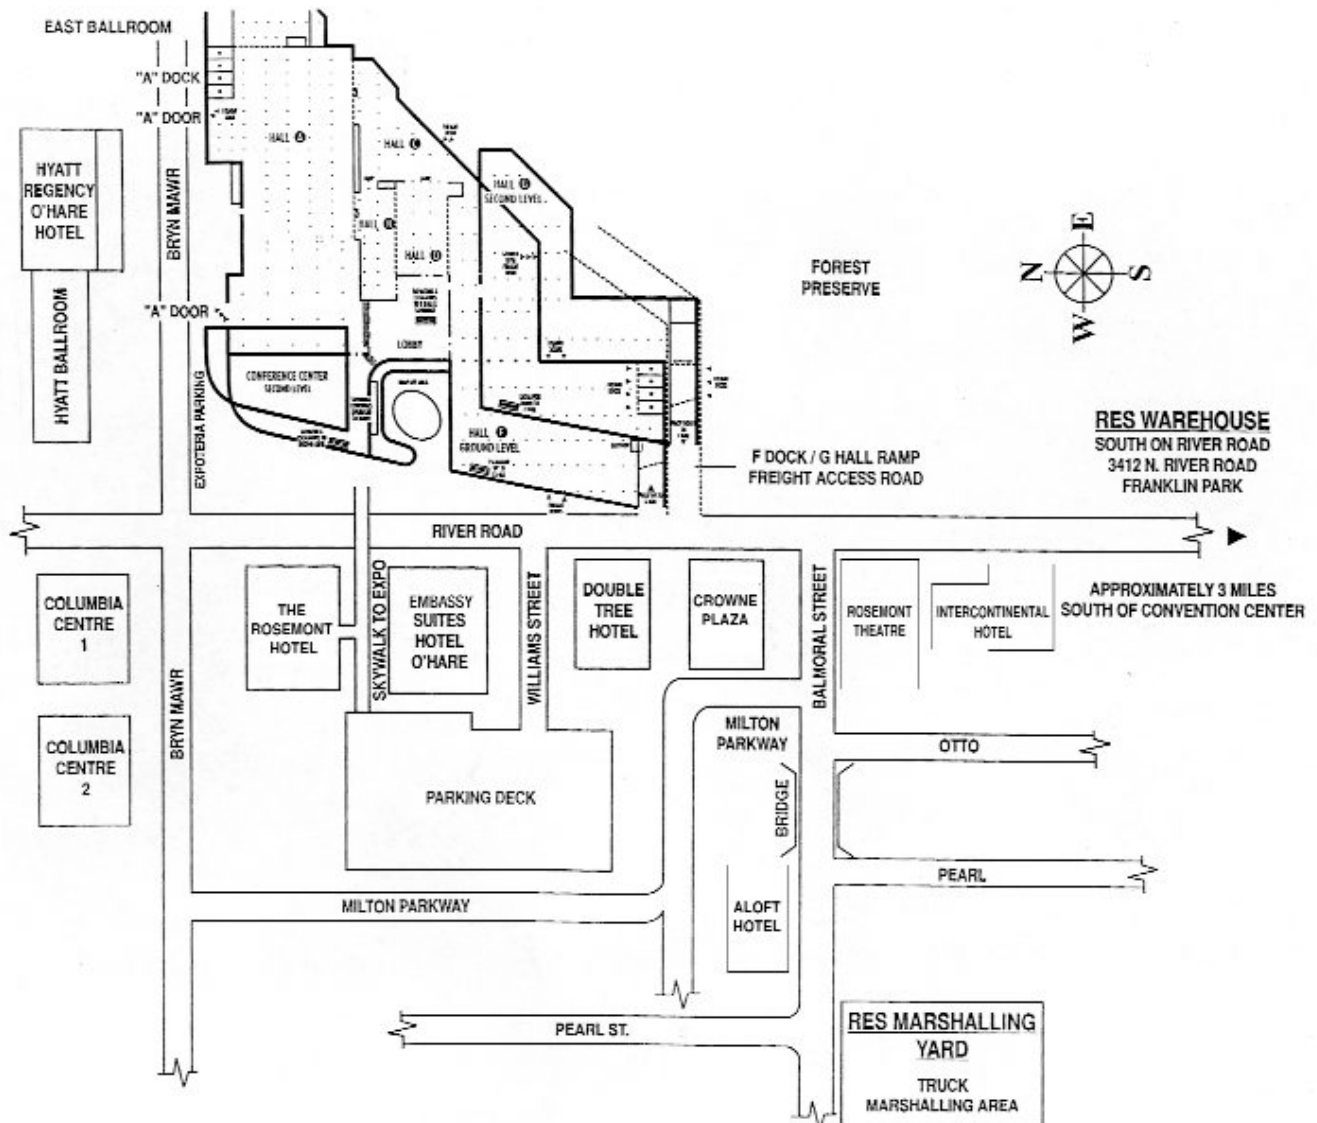 EAST BALLROOM
"A" DOCK
"A" DOOR
HALL A
HALL C
HALL G
SECOND LEVEL
HYATT
REGENCY
O'HARE
HOTEL
BRYN MAWR
HALL D
E
N
S
W
FOREST
PRESERVE
HYATT BALLROOM
"A" DOOR
LOBBY
CONFERENCE CENTER
SECOND LEVEL
EXPOTERIA PARKING
HALL F
GROUND LEVEL
F DOCK / G HALL RAMP
FREIGHT ACCESS ROAD
RES WAREHOUSE
SOUTH ON RIVER ROAD
3412 N. RIVER ROAD
FRANKLIN PARK
RIVER ROAD
APPROXIMATELY 3 MILES
SOUTH OF CONVENTION CENTER
COLUMBIA
CENTRE
1
THE
ROSEMONT
HOTEL
SKYWALK TO EXPO
EMBASSY
SUITES
HOTEL
O'HARE
WILLIAMS STREET
DOUBLE
TREE
HOTEL
CROWNE
PLAZA
BALMORAL STREET
ROSEMONT
THEATRE
INTERCONTINENTAL
HOTEL
COLUMBIA
CENTRE
2
BRYN MAWR
PARKING DECK
MILTON
PARKWAY
OTTO
BRIDGE
PEARL
MILTON PARKWAY
ALOFT
HOTEL
PEARL ST.
RES MARSHALLING
YARD
TRUCK
MARSHALLING AREA